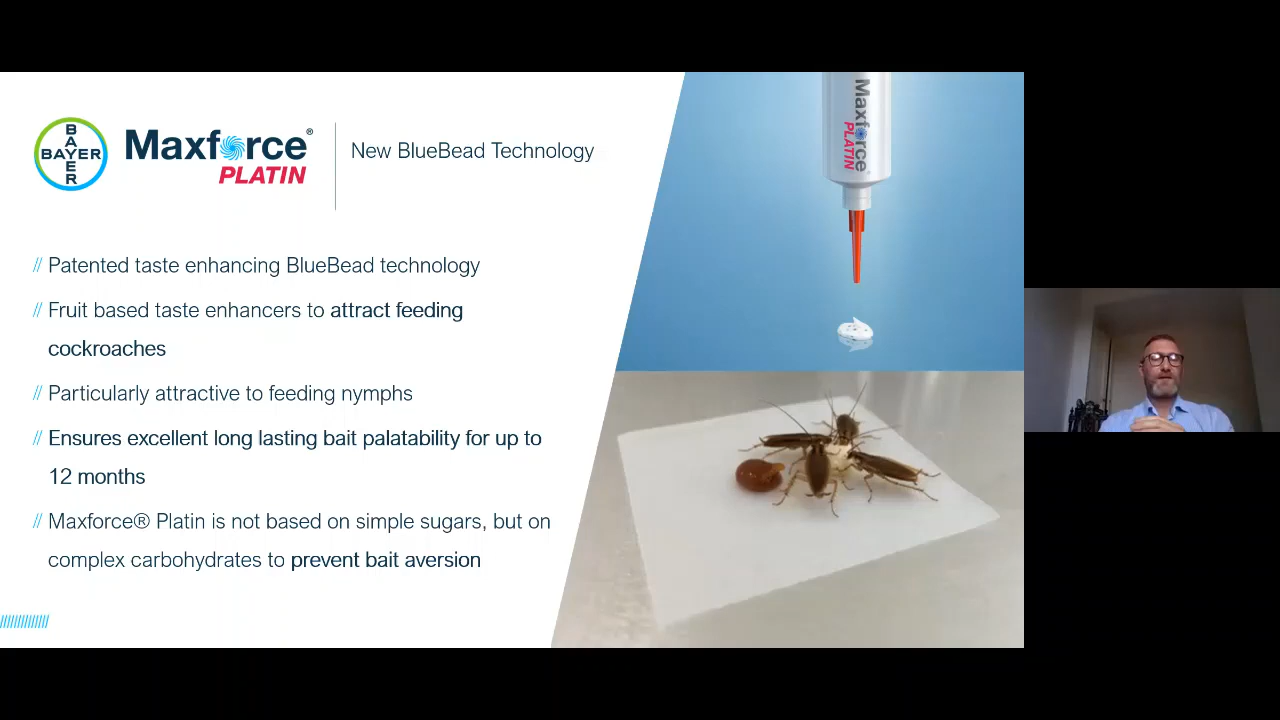 BAYER
BAYER
Maxforce®
PLATIN
New BlueBead Technology
// Patented taste enhancing BlueBead technology
// Fruit based taste enhancers to attract feeding
cockroaches
// Particularly attractive to feeding nymphs
// Ensures excellent long lasting bait palatability for up to
12 months
// Maxforce® Platin is not based on simple sugars, but on
complex carbohydrates to prevent bait aversion
Maxforce
PLATIN